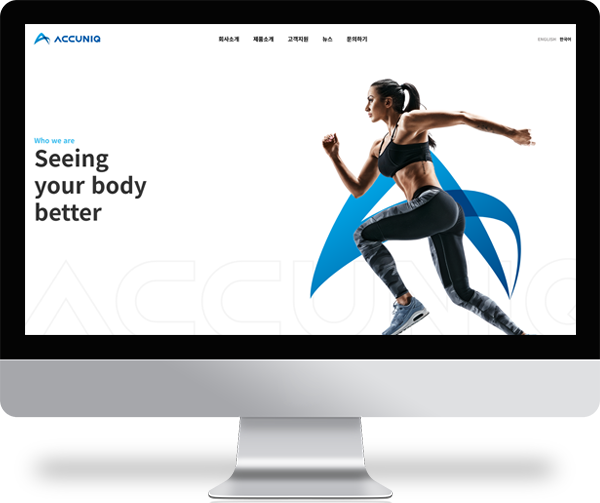 ACCUNIQ
회사소개 제품소개 고객지원 뉴스 문의하기
ENGLISH 한국어
Who we are
Seeing
your body
better
ACCUNIQ